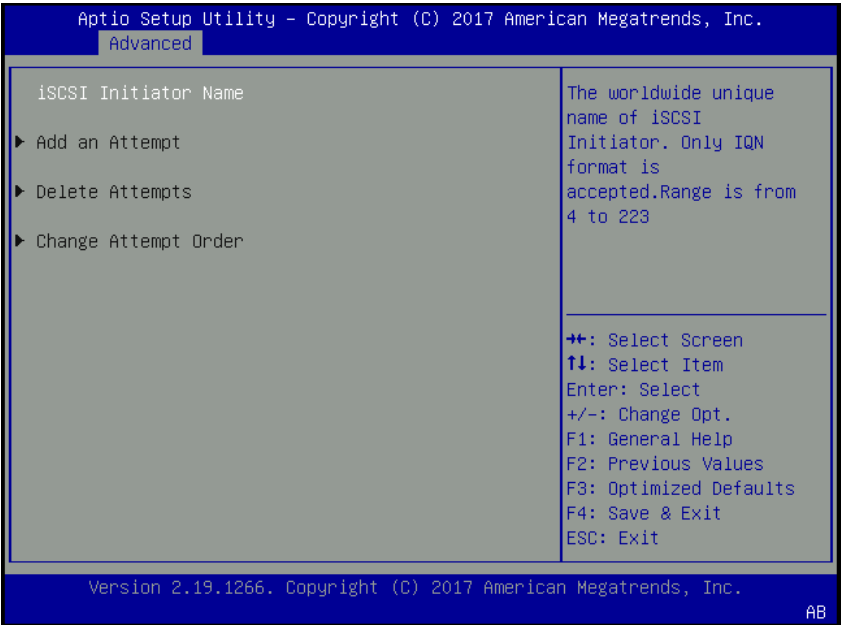 Aptio Setup Utility – Copyright (C) 2017 American Megatrends, Inc.
Advanced
iSCSI Initiator Name
▶ Add an Attempt
▶ Delete Attempts
▶ Change Attempt Order
The worldwide unique
name of iSCSI
Initiator. Only IQN
format is
accepted.Range is from
4 to 223
→←: Select Screen
↑↓: Select Item
Enter: Select
+/-: Change Opt.
F1: General Help
F2: Previous Values
F3: Optimized Defaults
F4: Save & Exit
ESC: Exit
Version 2.19.1266. Copyright (C) 2017 American Megatrends, Inc.
AB